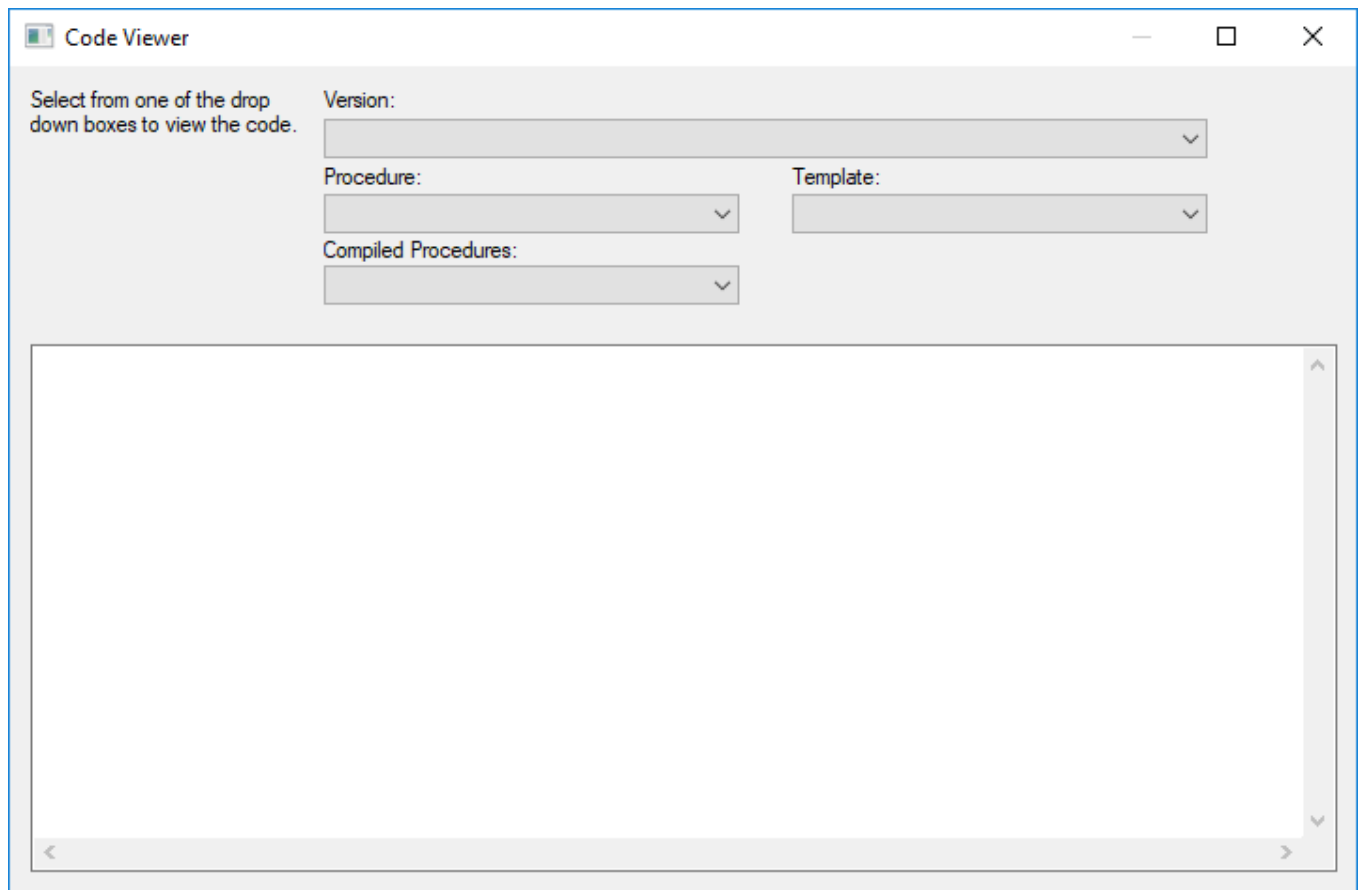 Code Viewer
Select from one of the drop
down boxes to view the code.
Version:
Procedure:
Template:
Compiled Procedures: